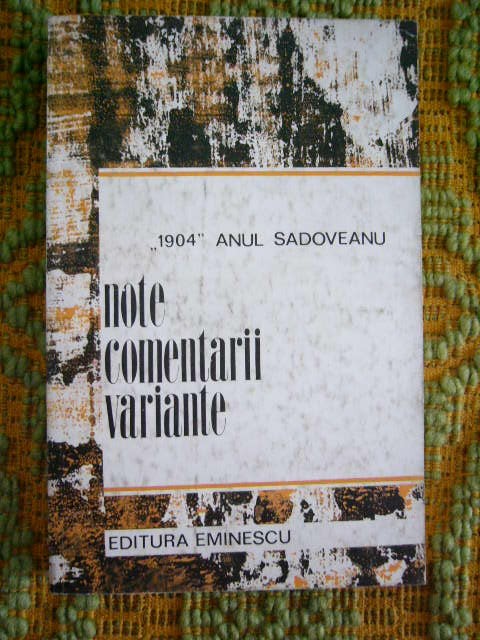 „1904” ANUL SADOVEANU
note
comentarii
variante
EDITURA EMINESCU